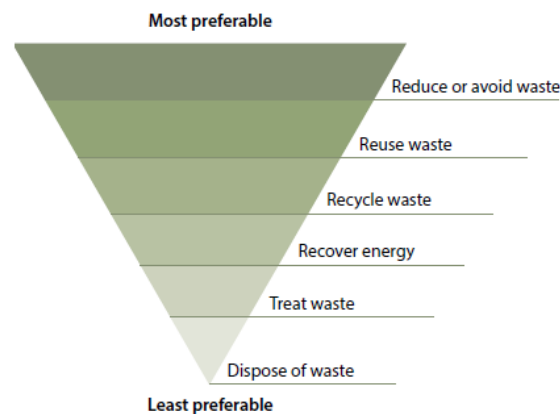 Most preferable
Reduce or avoid waste
Reuse waste
Recycle waste
Recover energy
Treat waste
Dispose of waste
Least preferable